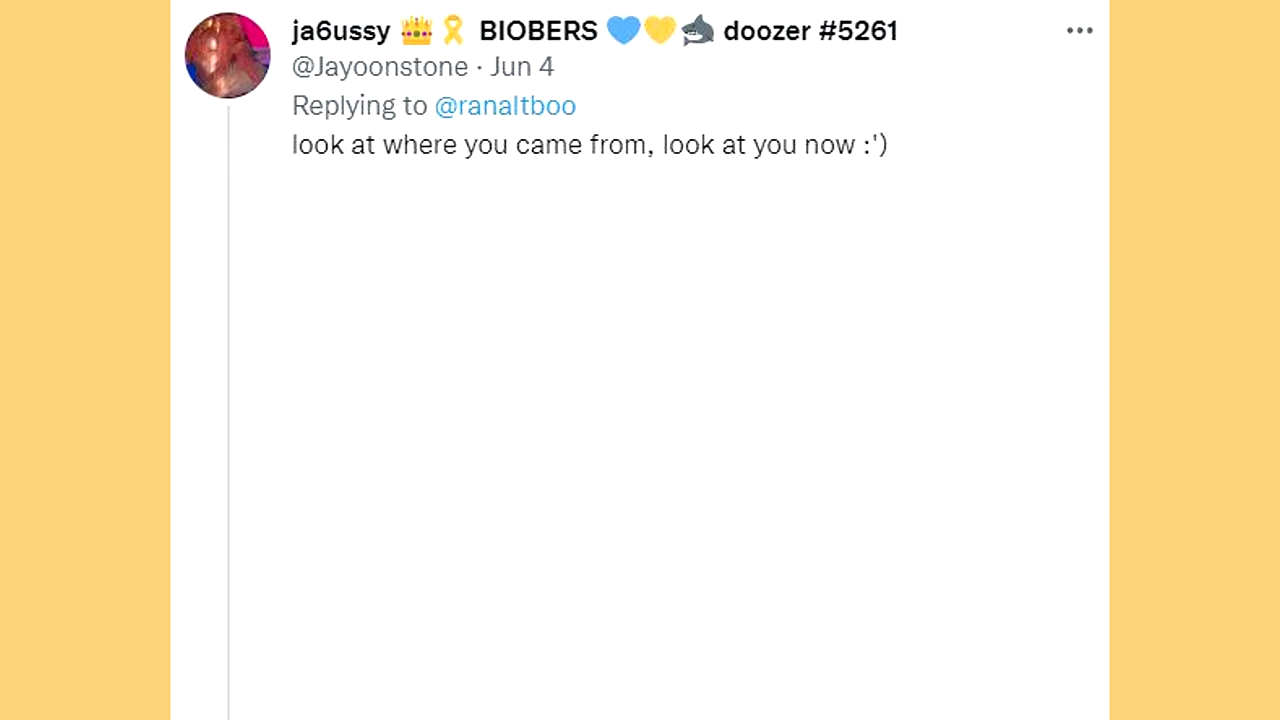 ja6ussy 👑🎗️ BIOBERS 💙💛🦈 doozer #5261
@Jayoonstone · Jun 4
Replying to @ranaltboo
look at where you came from, look at you now :')